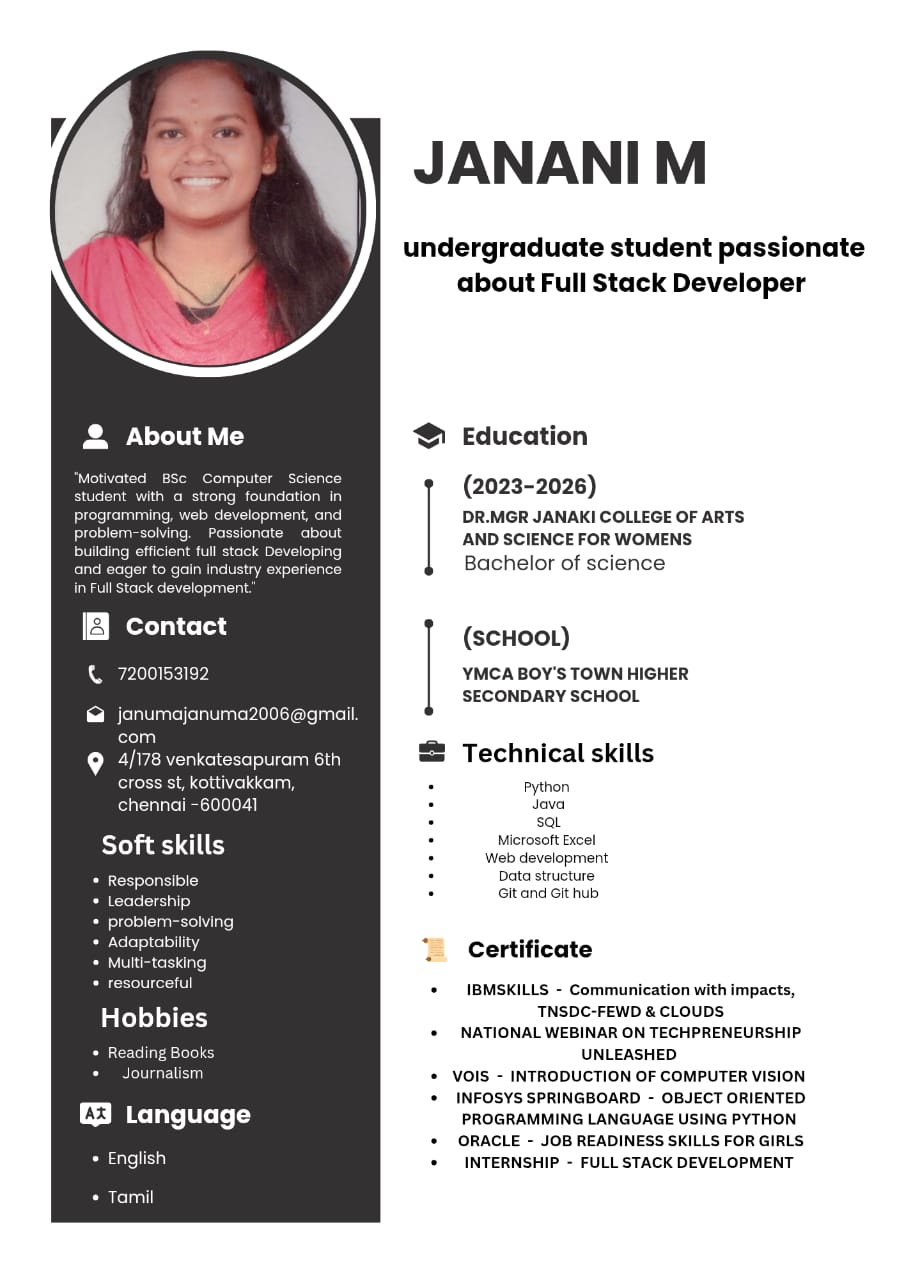 JANANI M
undergraduate student passionate
about Full Stack Developer
About Me
"Motivated BSc Computer Science
student with a strong foundation in
programming, web development, and
problem-solving. Passionate about
building efficient full stack Developing
and eager to gain industry experience
in Full Stack development."
Contact
7200153192
janumajanuma2006@gmail.
com
4/178 venkatesapuram 6th
cross st, kottivakkam,
chennai -600041
Soft skills
• Responsible
• Leadership
• problem-solving
• Adaptability
• Multi-tasking
• resourceful
Hobbies
• Reading Books
• Journalism
Language
• English
• Tamil
Education
(2023-2026)
DR.MGR JANAKI COLLEGE OF ARTS
AND SCIENCE FOR WOMENS
Bachelor of science
(SCHOOL)
YMCA BOY'S TOWN HIGHER
SECONDARY SCHOOL
Technical skills
• Python
• Java
• SQL
• Microsoft Excel
• Web development
• Data structure
• Git and Git hub
Certificate
• IBMSKILLS - Communication with impacts,
TNSDC-FEWD & CLOUDS
• NATIONAL WEBINAR ON TECHPRENEURSHIP
UNLEASHED
• VOIS - INTRODUCTION OF COMPUTER VISION
• INFOSYS SPRINGBOARD - OBJECT ORIENTED
PROGRAMMING LANGUAGE USING PYTHON
• ORACLE - JOB READINESS SKILLS FOR GIRLS
• INTERNSHIP - FULL STACK DEVELOPMENT